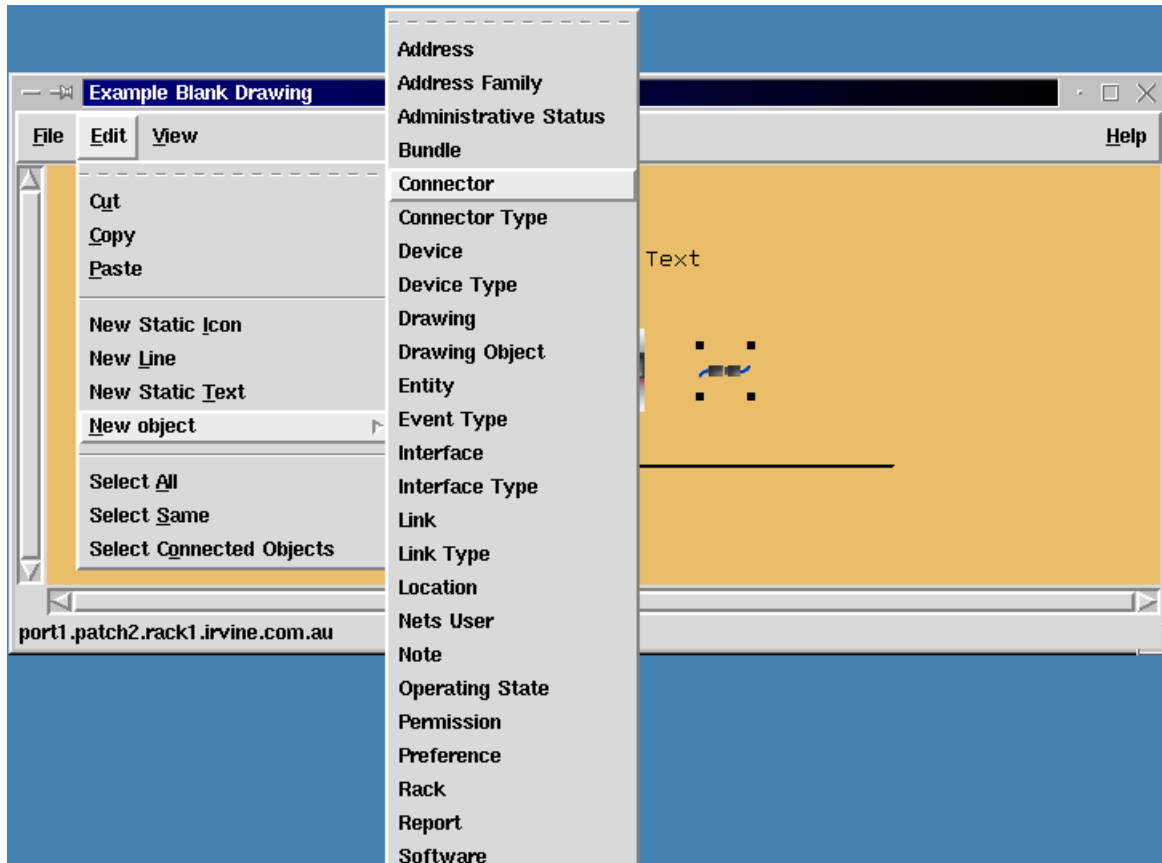 Example Blank Drawing
File Edit View Help
Cut
Copy
Paste
New Static Icon
New Line
New Static Text
New object
Select All
Select Same
Select Connected Objects
Address
Address Family
Administrative Status
Bundle
Connector
Connector Type
Device
Device Type
Drawing
Drawing Object
Entity
Event Type
Interface
Interface Type
Link
Link Type
Location
Nets User
Note
Operating State
Permission
Preference
Rack
Report
Software
Text
port1.patch2.rack1.irvine.com.au